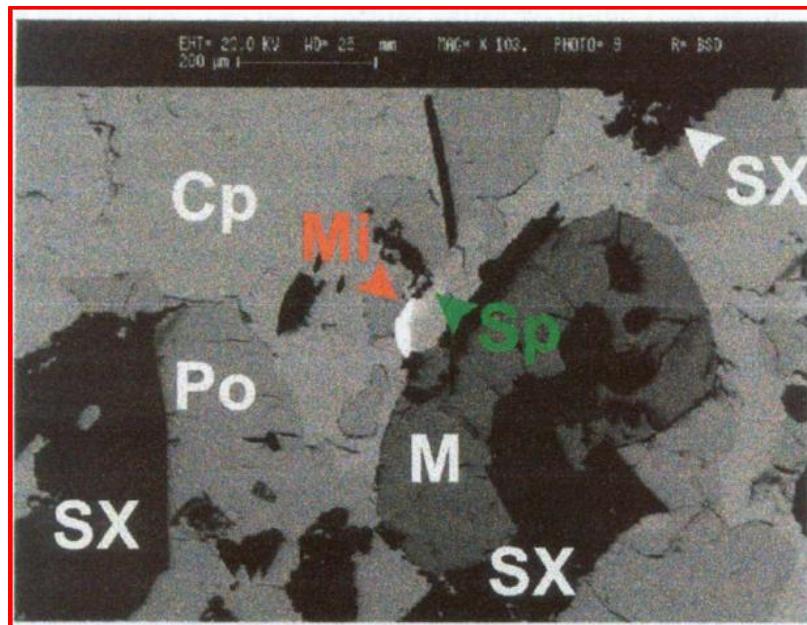 EHT= 20.0 KV WD= 25 mm MAG= X 103. PHOTO= 9 R= BSD
200 µm
Cp
SX
Mi
Sp
Po
M
SX
SX